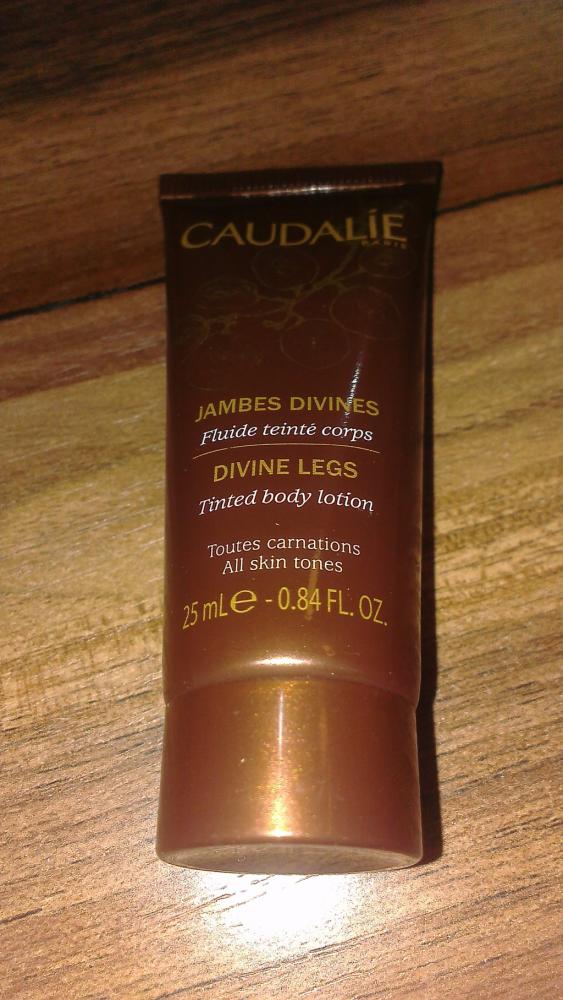 CAUDALÍE
PARIS
JAMBES DIVINES
Fluide teinté corps
DIVINE LEGS
Tinted body lotion
Toutes carnations
All skin tones
25 mL e - 0.84 FL. OZ.